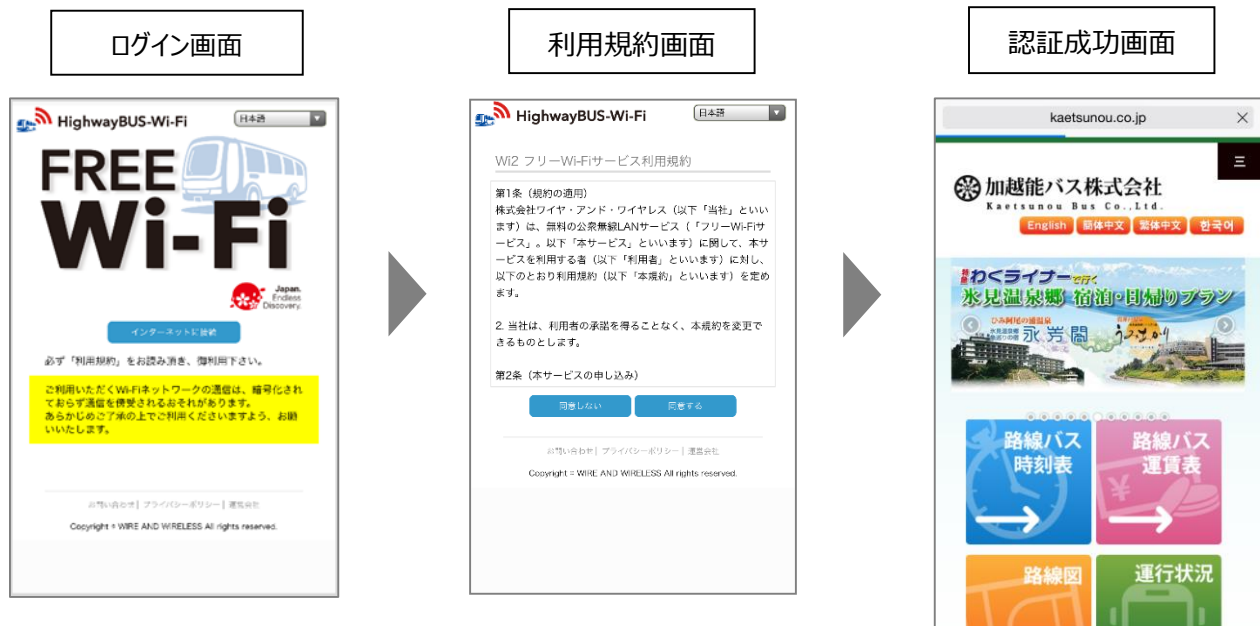 ログイン画面
HighwayBUS-Wi-Fi
日本語
FREE
Wi-Fi
Japan.
Endless
Discovery.
インターネットに接続
必ず「利用規約」をお読み頂き、御利用下さい。
ご利用いただくWi-Fiネットワークの通信は、暗号化され
ておらず通信を傍受されるおそれがあります。
あらかじめご了承の上でご利用くださいますよう、お願
いいたします。
お問い合わせ| プライバシーポリシー| 運営会社
Copyright © WIRE AND WIRELESS All rights reserved.
利用規約画面
HighwayBUS-Wi-Fi
日本語
Wi2 フリーWi-Fiサービス利用規約
第1条（規約の適用）
株式会社ワイヤ・アンド・ワイヤレス（以下「当社」といい
ます）は、無料の公衆無線LANサービス（「フリーWi-Fiサ
ービス」。以下「本サービス」といいます）に関して、本サ
ービスを利用する者（以下「利用者」といいます）に対し、
以下のとおり利用規約（以下「本規約」といいます）を定め
ます。
2. 当社は、利用者の承諾を得ることなく、本規約を変更で
きるものとします。
第2条（本サービスの申し込み）
同意しない
同意する
お問い合わせ| プライバシーポリシー| 運営会社
Copyright © WIRE AND WIRELESS All rights reserved.
認証成功画面
kaetsunou.co.jp
加越能バス株式会社
Kaetsunou Bus Co.,Ltd.
English 簡体中文 繁体中文 한국어
わくライナーで行く
氷見温泉郷 宿泊・日帰りプラン
ひみ阿尾の浦温泉
永芳閣
うみあかり
路線バス
時刻表
路線バス
運賃表
路線図
運行状況